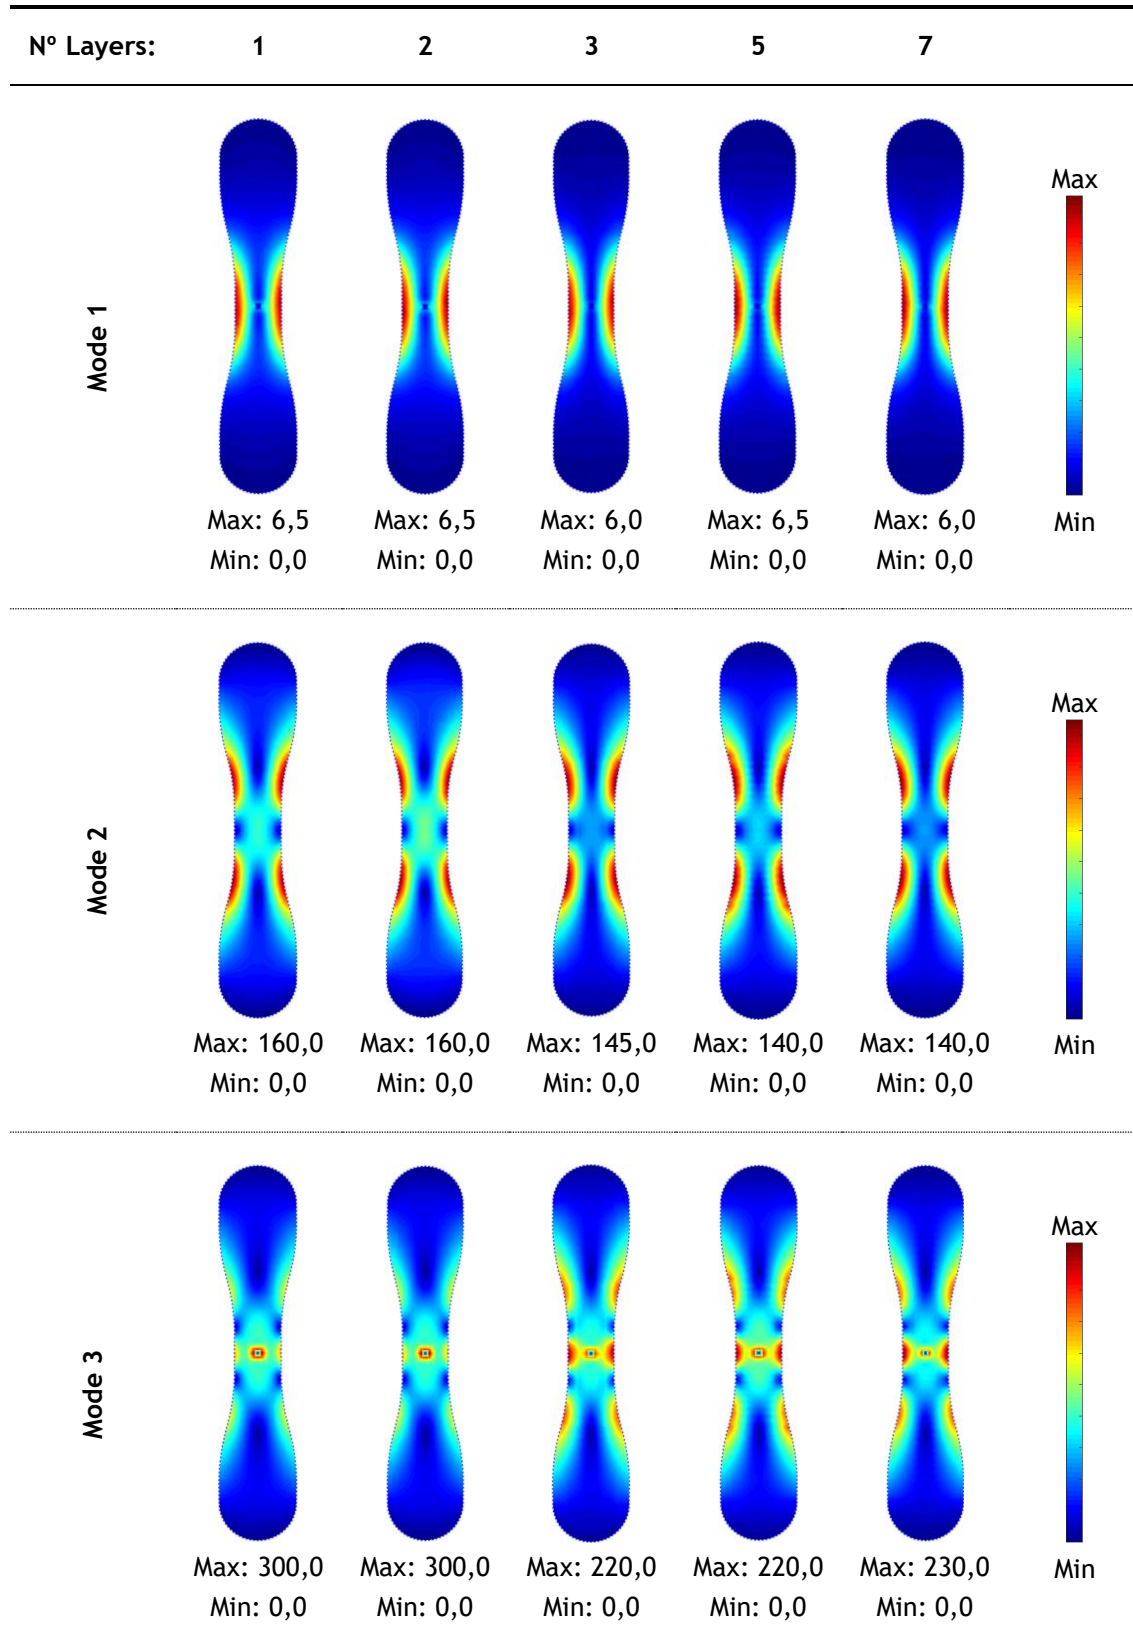 Nº Layers: 1 2 3 5 7
Mode 1
Max
Min
Max: 6,5 Max: 6,5 Max: 6,0 Max: 6,5 Max: 6,0
Min: 0,0 Min: 0,0 Min: 0,0 Min: 0,0 Min: 0,0
Mode 2
Max
Min
Max: 160,0 Max: 160,0 Max: 145,0 Max: 140,0 Max: 140,0
Min: 0,0 Min: 0,0 Min: 0,0 Min: 0,0 Min: 0,0
Mode 3
Max
Min
Max: 300,0 Max: 300,0 Max: 220,0 Max: 220,0 Max: 230,0
Min: 0,0 Min: 0,0 Min: 0,0 Min: 0,0 Min: 0,0